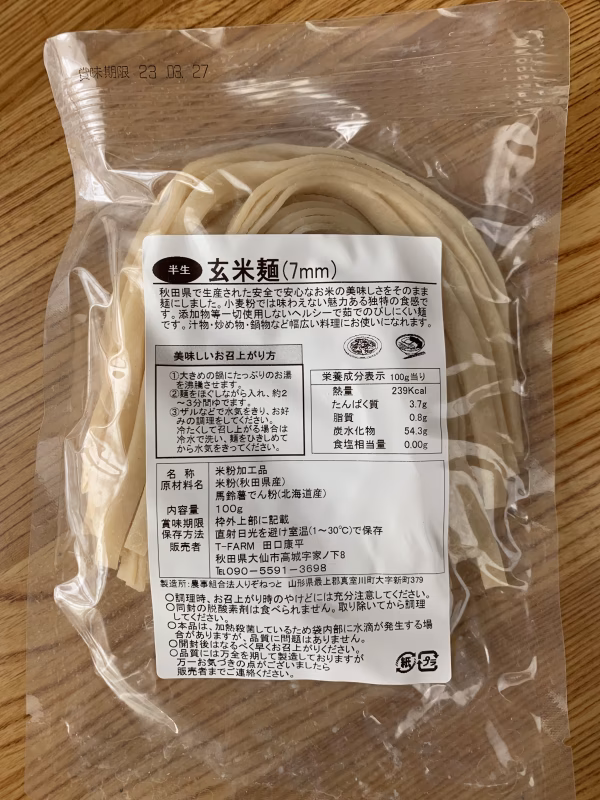 賞味期限 23 03 27
半生
玄米麺(7mm)
秋田県で生産された安全で安心なお米の美味しさをそのまま
麺にしました。小麦粉では味わえない魅力ある独特の食感で
す。添加物等一切使用しないヘルシーで茹でのびしにくい麺
です。汁物・炒め物・鍋物など幅広い料理にお使いになれます。
美味しいお召上がり方
①大きめの鍋にたっぷりのお湯
を沸騰させます。
②麺をほぐしながら入れ、約2
～3分間ゆでます。
③ザルなどで水気をきり、お好
みの調理をしてください。
冷たくして召し上がる場合は
冷水で洗い、麺をひきしめて
から水気をきってください。
栄養成分表示 100g当り
熱量 239Kcal
たんぱく質 3.7g
脂質 0.8g
炭水化物 54.3g
食塩相当量 0.00g
名称 米粉加工品
原材料名 米粉(秋田県産)
馬鈴薯でん粉(北海道産)
内容量 100g
賞味期限 枠外上部に記載
保存方法 直射日光を避け室温(1～30℃)で保存
販売者 T-FARM 田口康平
秋田県大仙市高城字家ノ下8
℡090-5591-3698
製造所:農事組合法人りぞねっと 山形県最上郡真室川町大字新町379
○調理時、お召上がり時のやけどには充分注意してください。
○同封の脱酸素剤は食べられません。取り除いてから調理
してください。
○本品は、加熱殺菌しているため袋内部に水滴が発生する場
合がありますが、品質に問題はありません。
○開封後はなるべく早くお召上がりください。
○品質には万全を期して製造しておりますが
万一お気づきの点がございましたら
販売者までご連絡ください。
紙 プラ